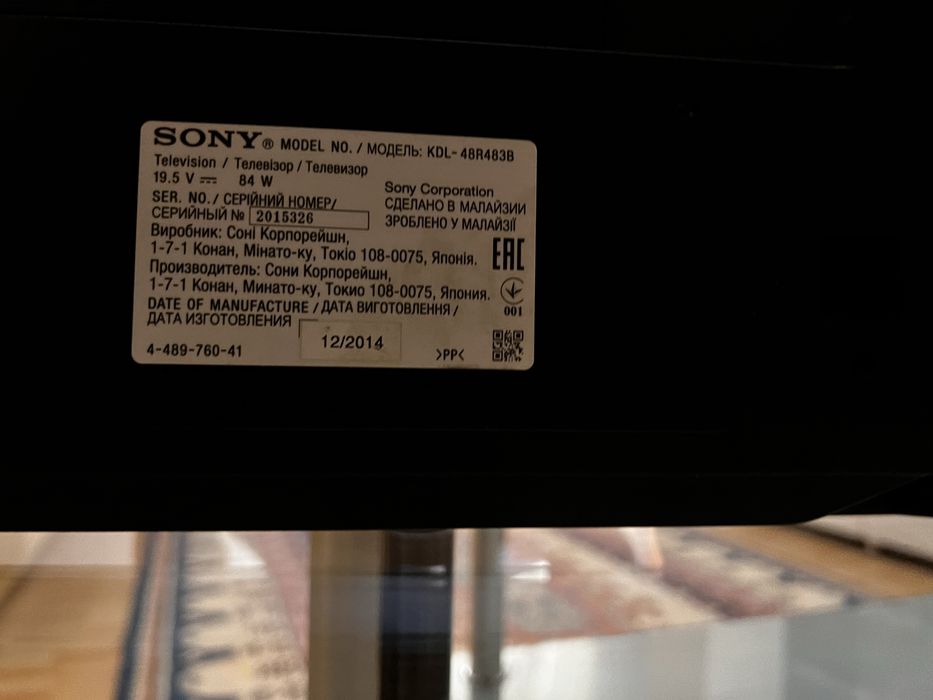 SONY® MODEL NO. / МОДЕЛЬ: KDL-48R483B
Television / Телевізор / Телевизор
19.5 V ⎓ 84 W
Sony Corporation
SER. NO./ СЕРІЙНИЙ НОМЕР/
СДЕЛАНО В МАЛАЙЗИИ
СЕРИЙНЫЙ № 2015326
ЗРОБЛЕНО У МАЛАЙЗІЇ
Виробник: Соні Корпорейшн,
1-7-1 Конан, Мінато-ку, Токіо 108-0075, Японія.
EAC
Производитель: Сони Корпорейшн,
1-7-1 Конан, Минато-ку, Токио 108-0075, Япония.
001
DATE OF MANUFACTURE / ДАТА ВИГОТОВЛЕННЯ /
ДАТА ИЗГОТОВЛЕНИЯ 12/2014
4-489-760-41 >PP<